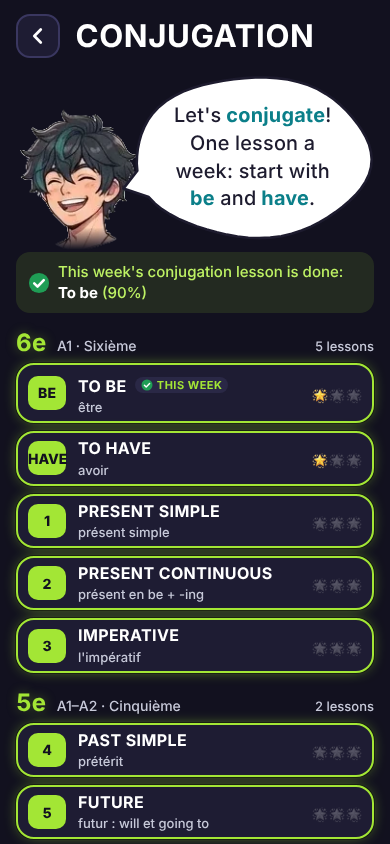 CONJUGATION
Let's conjugate!
One lesson a
week: start with
be and have.
This week's conjugation lesson is done:
To be (90%)
6e A1 · Sixième 5 lessons
BE TO BE THIS WEEK
être
HAVE TO HAVE
avoir
1 PRESENT SIMPLE
présent simple
2 PRESENT CONTINUOUS
présent en be + -ing
3 IMPERATIVE
l'impératif
5e A1–A2 · Cinquième 2 lessons
4 PAST SIMPLE
prétérit
5 FUTURE
futur : will et going to